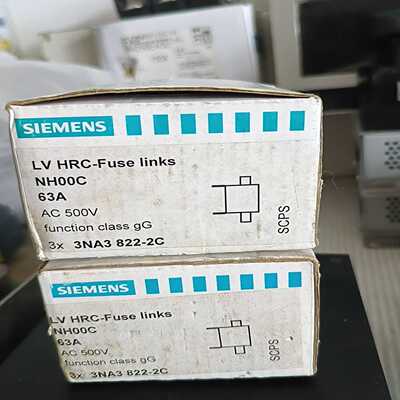 SIEMENS
LV HRC-Fuse links
NH00C
63A
AC 500V
function class gG
3x 3NA3 822-2C
SCPS
SIEMENS
LV HRC-Fuse links
NH00C
63A
AC 500V
function class gG
3x 3NA3 822-2C
SCPS